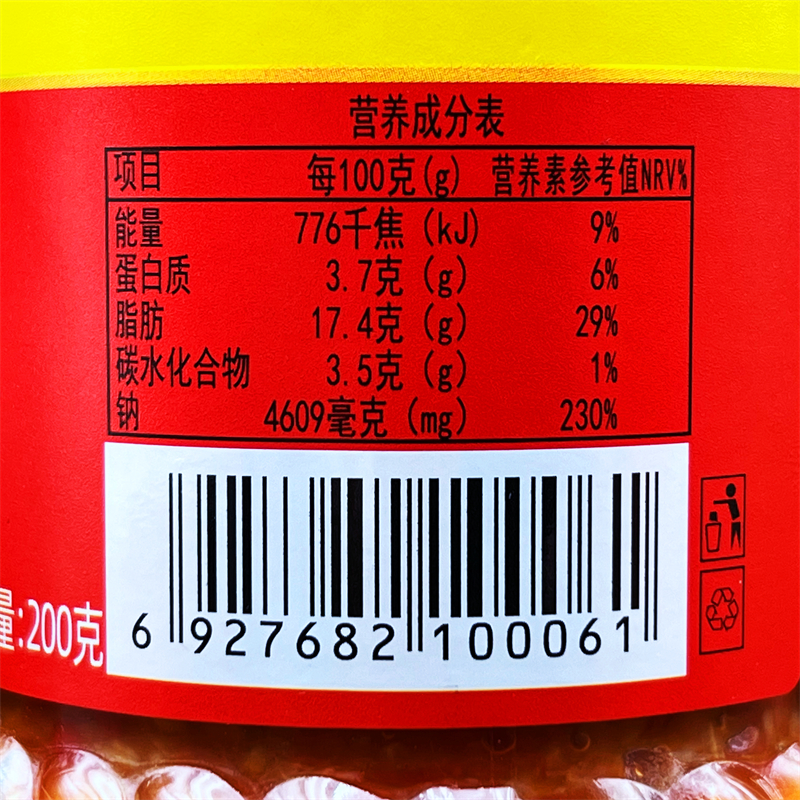 营养成分表
项目 每100克(g) 营养素参考值NRV%
能量 776千焦 (kJ) 9%
蛋白质 3.7克 (g) 6%
脂肪 17.4克 (g) 29%
碳水化合物 3.5克 (g) 1%
钠 4609毫克 (mg) 230%
量:200克
6 927682 100061